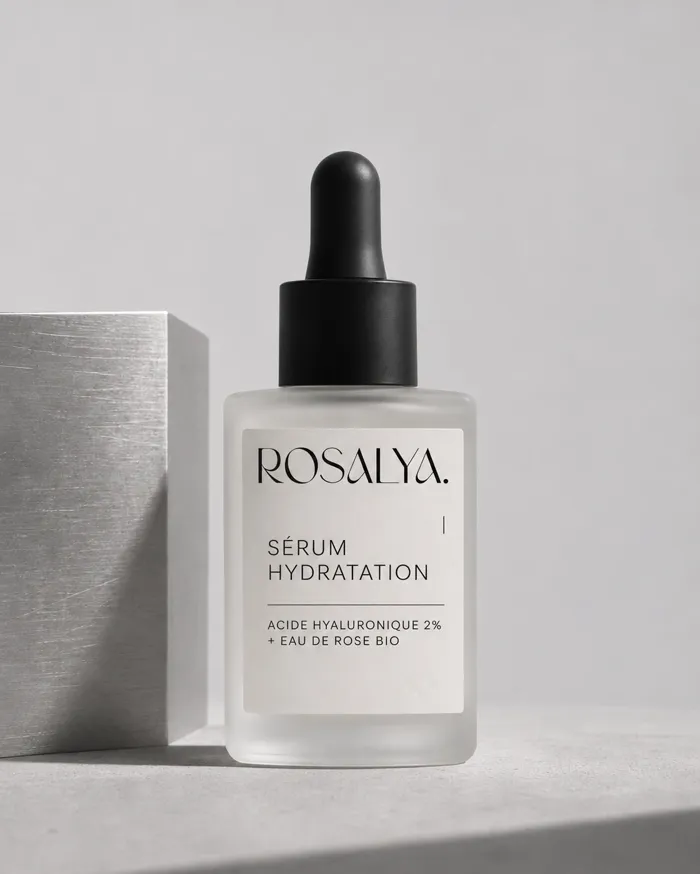 ROSALYA.
SÉRUM
HYDRATATION
ACIDE HYALURONIQUE 2%
+ EAU DE ROSE BIO